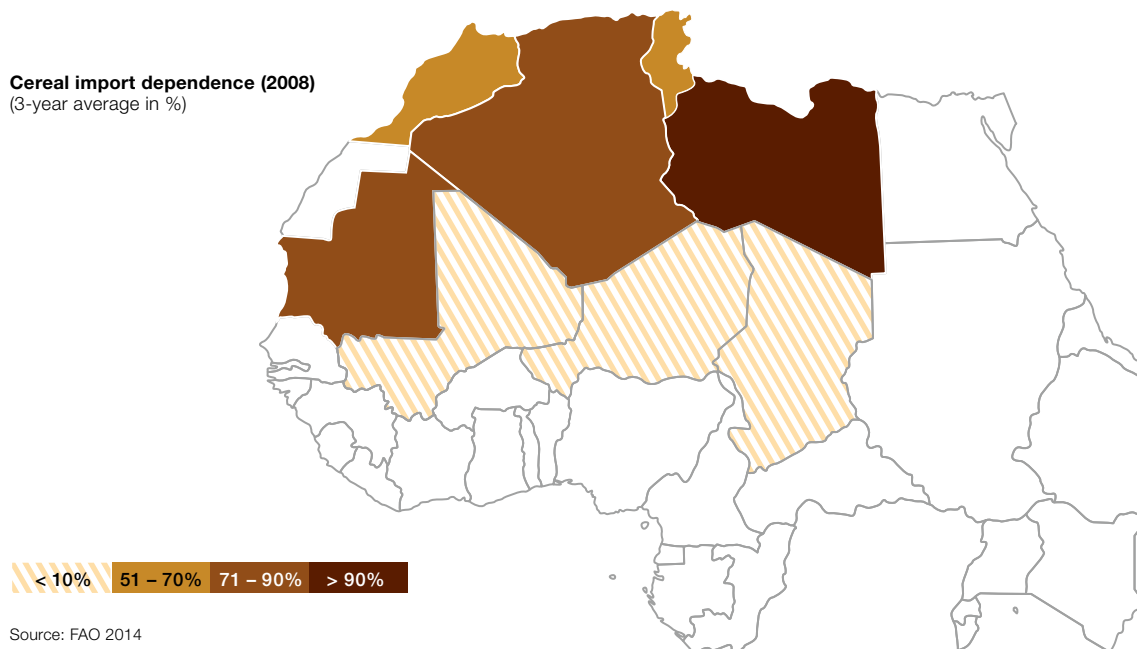 Cereal import dependence (2008)
(3-year average in %)
< 10% 51 – 70% 71 – 90% > 90%
Source: FAO 2014